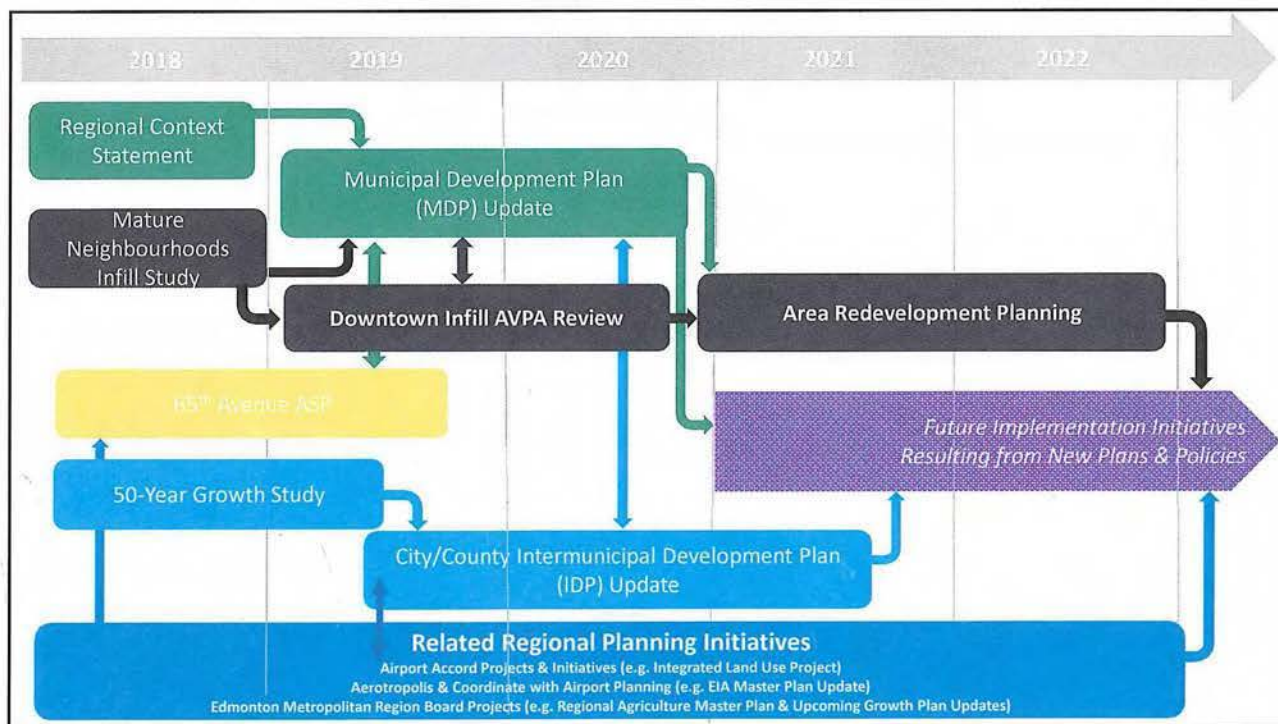 2018 2019 2020 2021 2022
Regional Context
Statement
Municipal Development Plan
(MDP) Update
Mature
Neighbourhoods
Infill Study
Downtown Infill AVPA Review
Area Redevelopment Planning
65th Avenue ASP
Future Implementation Initiatives
Resulting from New Plans & Policies
50-Year Growth Study
City/County Intermunicipal Development Plan
(IDP) Update
Related Regional Planning Initiatives
Airport Accord Projects & Initiatives (e.g. Integrated Land Use Project)
Aerotropolis & Coordinate with Airport Planning (e.g. EIA Master Plan Update)
Edmonton Metropolitan Region Board Projects (e.g. Regional Agriculture Master Plan & Upcoming Growth Plan Updates)